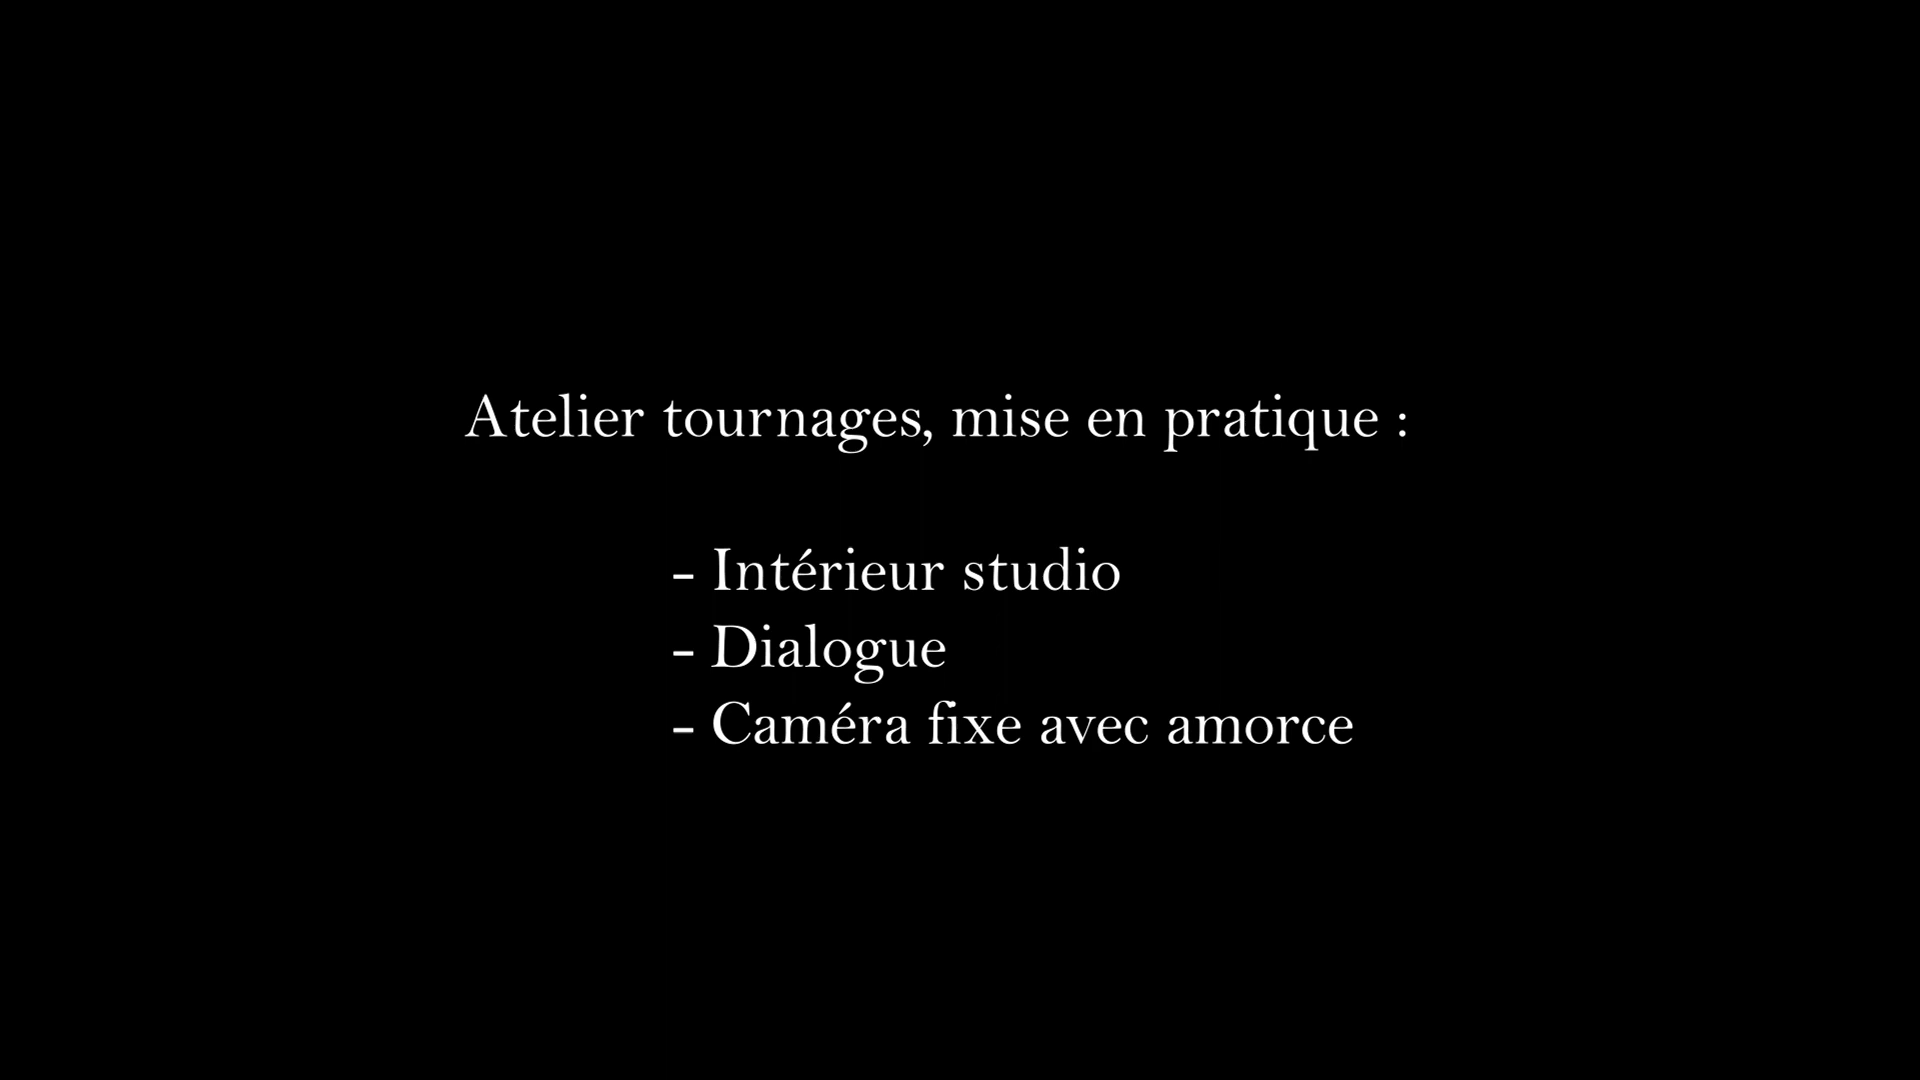 Atelier tournages, mise en pratique :
- Intérieur studio
- Dialogue
- Caméra fixe avec amorce